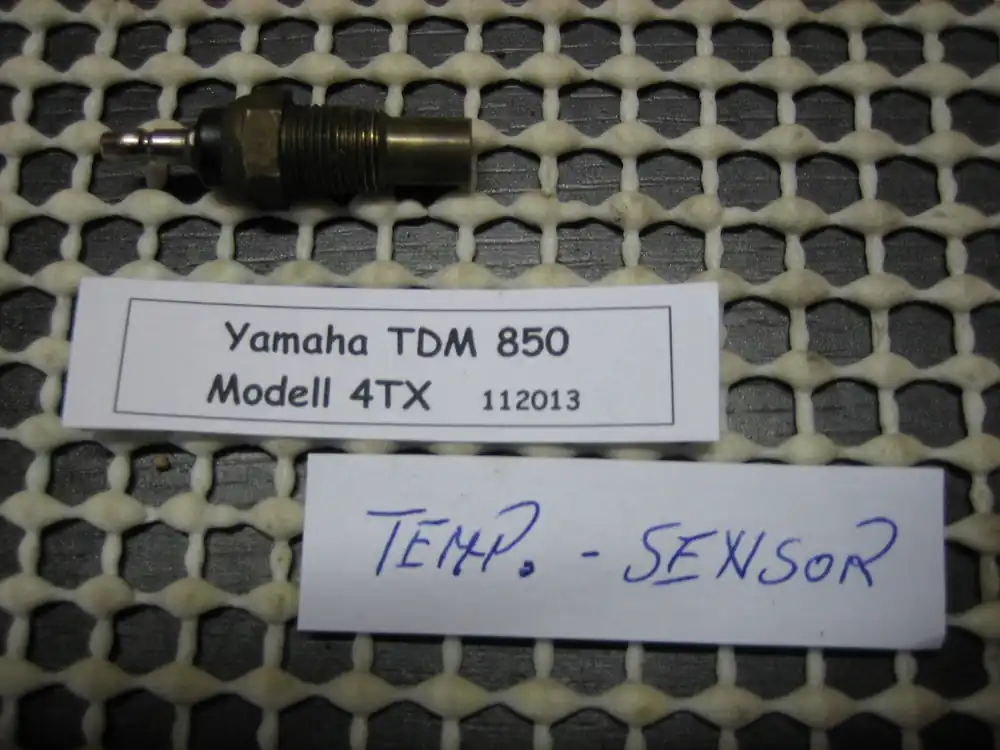 Yamaha TDM 850
Modell 4TX 112013
TEMP. - SENSOR